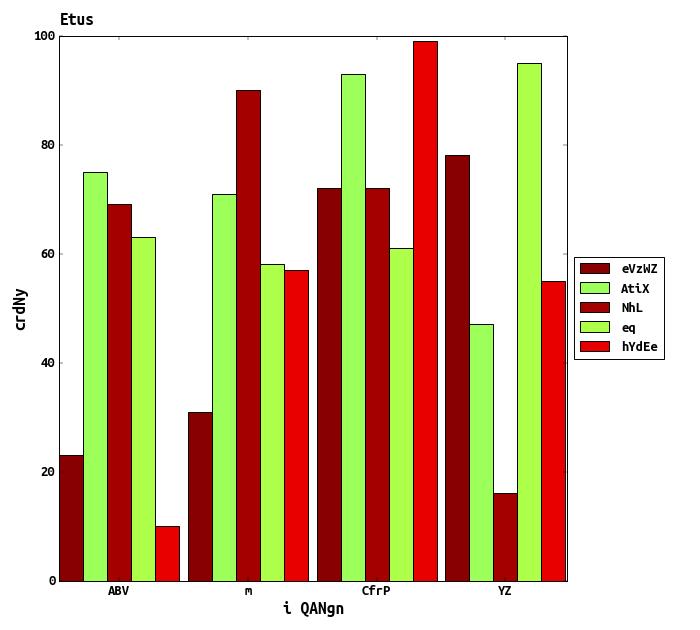 Etus
100
80
60
40
20
0
crdNy
ABV m CfrP YZ
i QANgn
eVzWZ
AtiX
NhL
eq
hYdEe